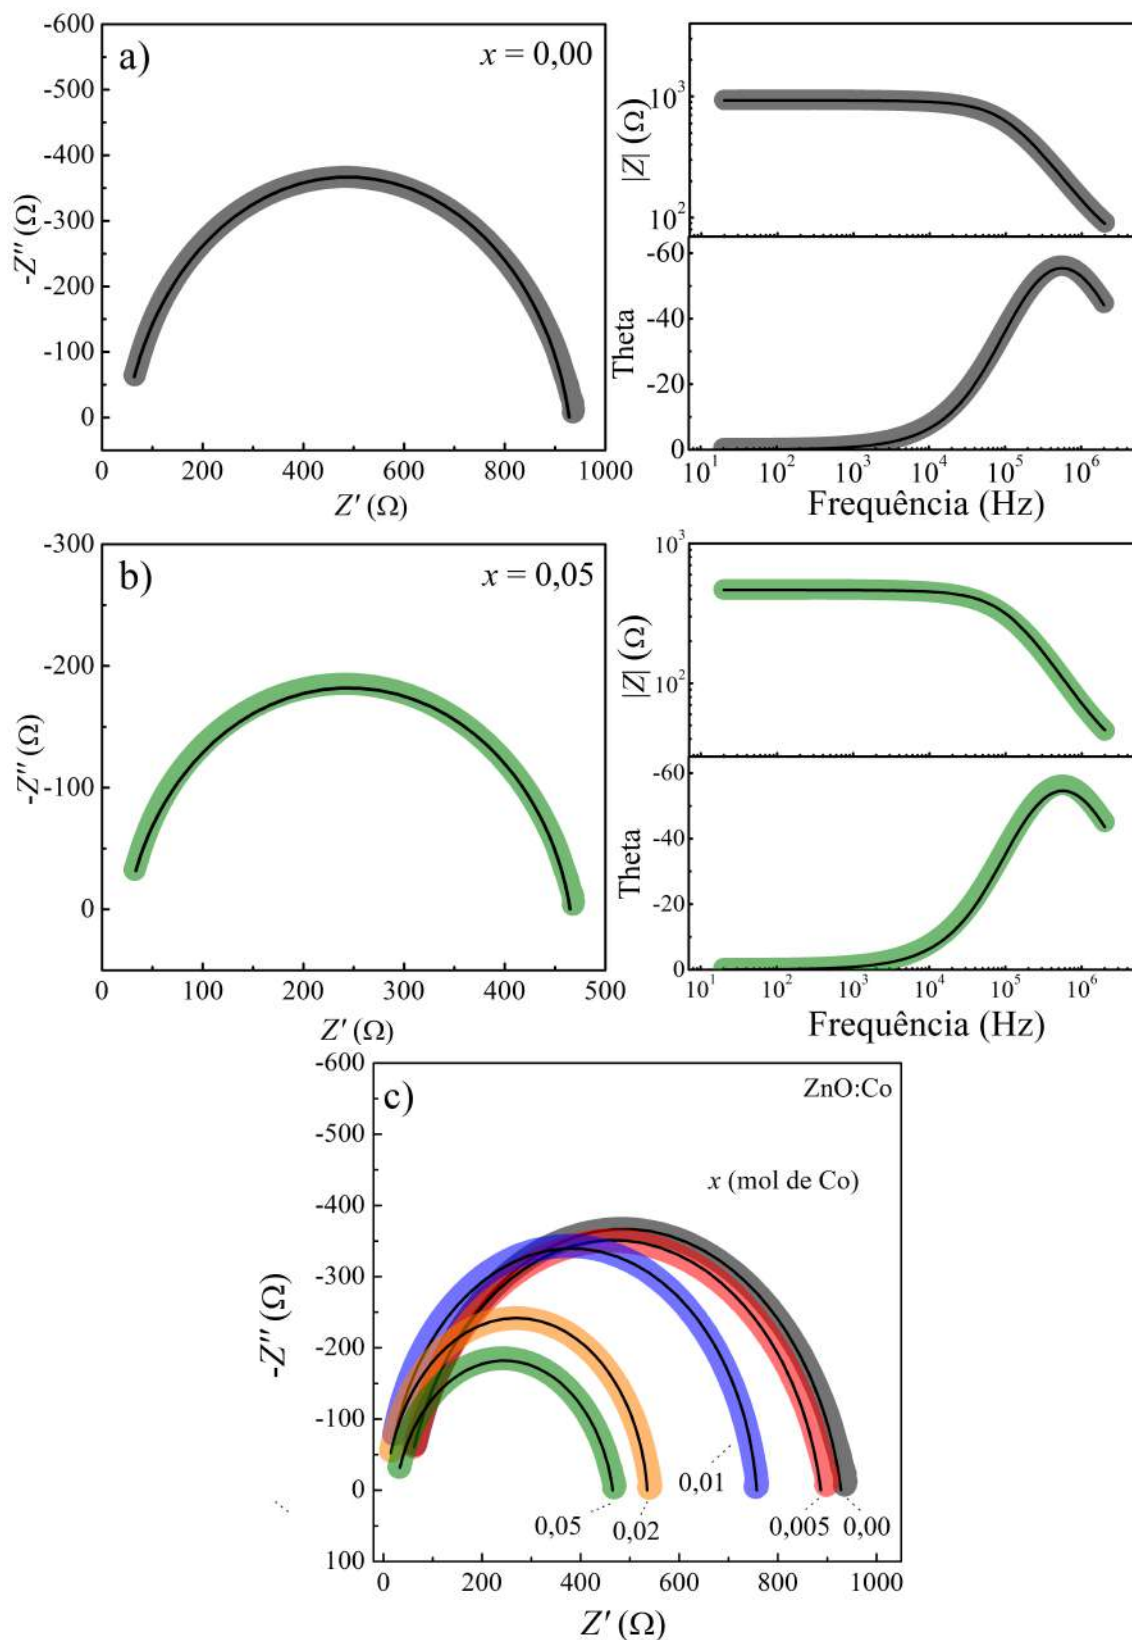 a)
x = 0,00
-600
-500
-400
-300
-200
-100
0
-Z'' (Ω)
0 200 400 600 800 1000
Z' (Ω)
10³
10²
|Z| (Ω)
-60
-40
-20
0
Theta
10¹ 10² 10³ 10⁴ 10⁵ 10⁶
Frequência (Hz)
b)
x = 0,05
-300
-200
-100
0
-Z'' (Ω)
0 100 200 300 400 500
Z' (Ω)
10³
10²
|Z| (Ω)
-60
-40
-20
0
Theta
10¹ 10² 10³ 10⁴ 10⁵ 10⁶
Frequência (Hz)
c)
ZnO:Co
x (mol de Co)
-600
-500
-400
-300
-200
-100
0
100
-Z'' (Ω)
0,01
0,05 0,02 0,005 0,00
0 200 400 600 800 1000
Z' (Ω)